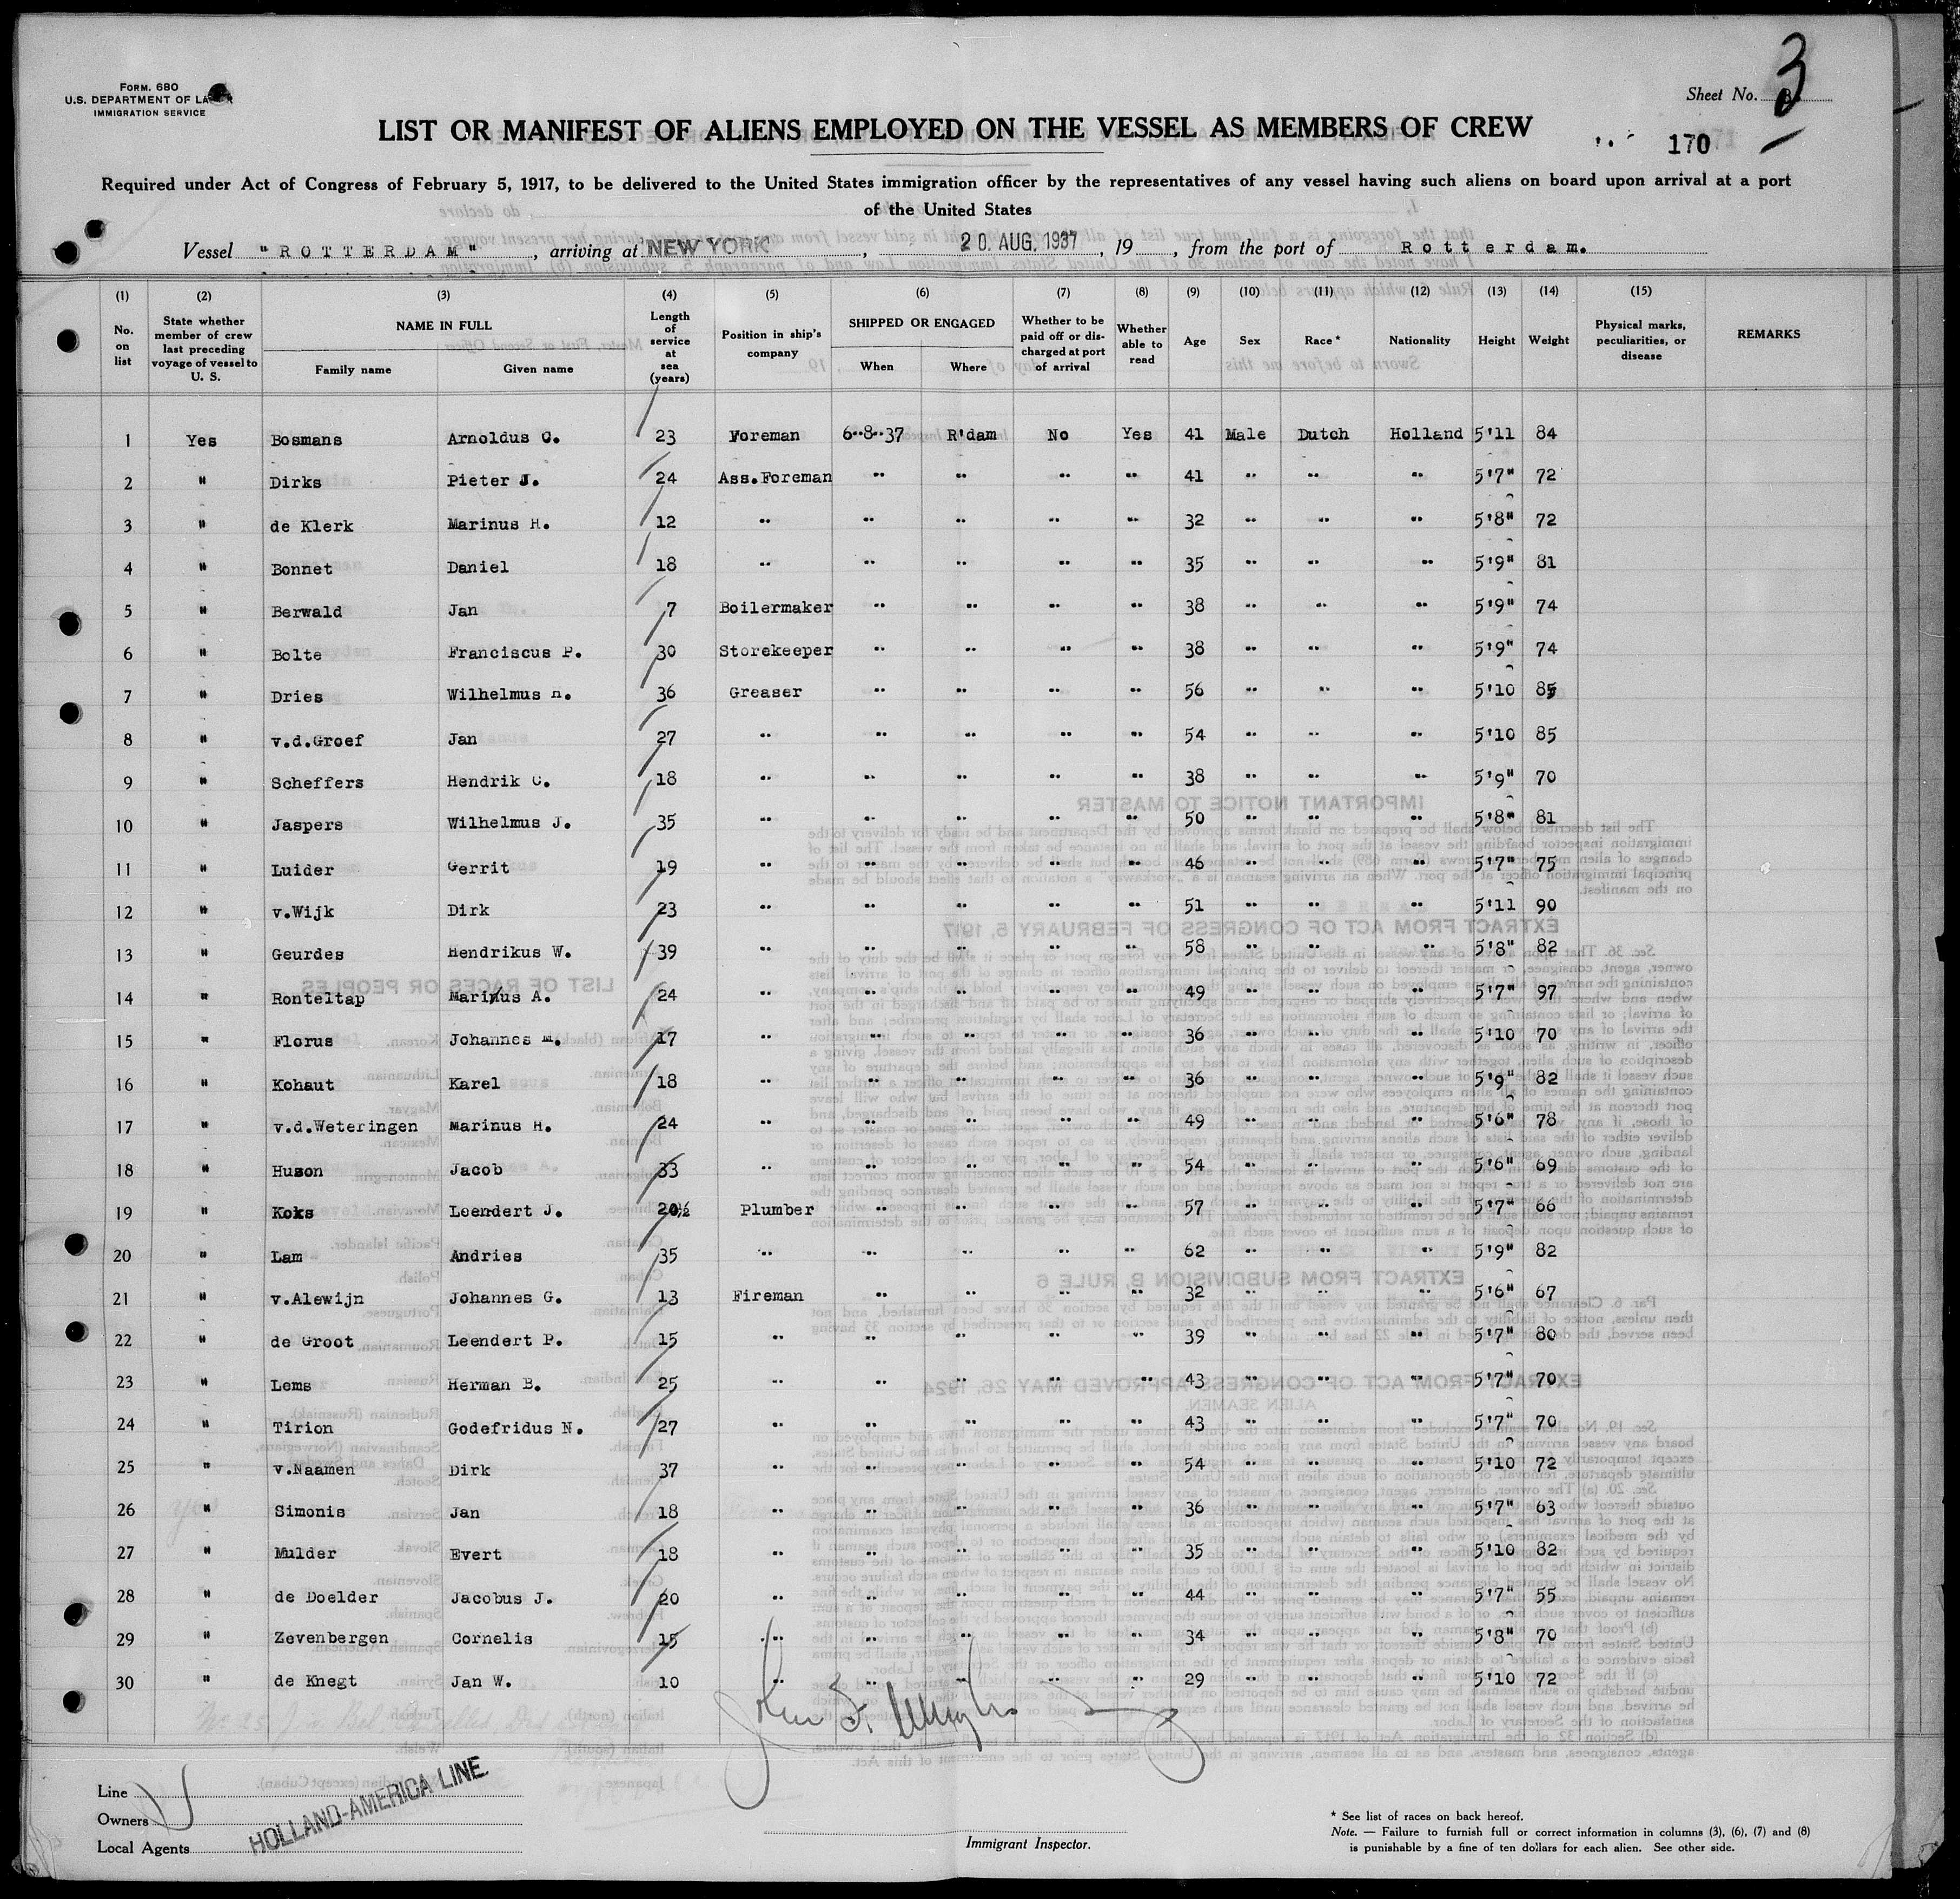 FORM. 680
U.S. DEPARTMENT OF LABOR
IMMIGRATION SERVICE
Sheet No. 3
3
LIST OR MANIFEST OF ALIENS EMPLOYED ON THE VESSEL AS MEMBERS OF CREW
170
Required under Act of Congress of February 5, 1917, to be delivered to the United States immigration officer by the representatives of any vessel having such aliens on board upon arrival at a port
of the United States
Vessel "ROTTERDAM", arriving at NEW YORK, 20. AUG. 1937, 19 , from the port of Rotterdam.
(1) (2) (3) (4) (5) (6) (7) (8) (9) (10) (11) (12) (13) (14) (15)
No. on list State whether member of crew last preceding voyage of vessel to U. S. NAME IN FULL Family name Given name Length of service at sea (years) Position in ship's company SHIPPED OR ENGAGED When Where Whether to be paid off or discharged at port of arrival Whether able to read Age Sex Race* Nationality Height Weight Physical marks, peculiarities, or disease REMARKS
1 Yes Bosmans Arnoldus C. 23 Foreman 6-8-37 R'dam No Yes 41 Male Dutch Holland 5'11 84
2 " Dirks Pieter J. 24 Ass.Foreman " " " " 41 " " " 5'7" 72
3 " de Klerk Marinus H. 12 " " " " " 32 " " " 5'8" 72
4 " Bonnet Daniel 18 " " " " " 35 " " " 5'9" 81
5 " Berwald Jan 7 Boilermaker " " " " 38 " " " 5'9" 74
6 " Bolte Franciscus P. 30 Storekeeper " " " " 38 " " " 5'9" 74
7 " Dries Wilhelmus H. 36 Greaser " " " " 56 " " " 5'10 85
8 " v.d.Groef Jan 27 " " " " " 54 " " " 5'10 85
9 " Scheffers Hendrik C. 18 " " " " " 38 " " " 5'9" 70
10 " Jaspers Wilhelmus J. 35 " " " " " 50 " " " 5'8" 81
11 " Luider Gerrit 19 " " " " " 46 " " " 5'7" 75
12 " v.Wijk Dirk 23 " " " " " 51 " " " 5'11 90
13 " Geurdes Hendrikus W. 39 " " " " " 58 " " " 5'8" 82
14 " Ronteltap Marinus A. 24 " " " " " 49 " " " 5'7" 97
15 " Florus Johannes M. 17 " " " " " 36 " " " 5'10 70
16 " Kohaut Karel 18 " " " " " 36 " " " 5'9" 82
17 " v.d.Weteringen Marinus H. 24 " " " " " 49 " " " 5'6" 78
18 " Huson Jacob 33 " " " " " 54 " " " 5'6" 69
19 " Koks Leendert J. 20½ Plumber " " " " 57 " " " 5'7" 66
20 " Lam Andries 35 " " " " " 62 " " " 5'9" 82
21 " v.Alewijn Johannes G. 13 Fireman " " " " 32 " " " 5'6" 67
22 " de Groot Leendert P. 15 " " " " " 39 " " " 5'7" 80
23 " Lems Herman B. 25 " " " " " 43 " " " 5'7" 70
24 " Tirion Godefridus N. 27 " " " " " 43 " " " 5'7" 70
25 " v.Naamen Dirk 37 " " " " " 54 " " " 5'10 72
26 " Simonis Jan 18 " " " " " 36 " " " 5'7" 63
27 " Mulder Evert 18 " " " " " 35 " " " 5'10 82
28 " de Doelder Jacobus J. 20 " " " " " 44 " " " 5'7" 55
29 " Zevenbergen Cornelis 15 " " " " " 34 " " " 5'8" 70
30 " de Knegt Jan W. 10 " " " " " 29 " " " 5'10 72
Line
Owners
Local Agents
HOLLAND-AMERICA LINE.
Immigrant Inspector.
* See list of races on back hereof.
Note. — Failure to furnish full or correct information in columns (3), (6), (7) and (8)
is punishable by a fine of ten dollars for each alien. See other side.